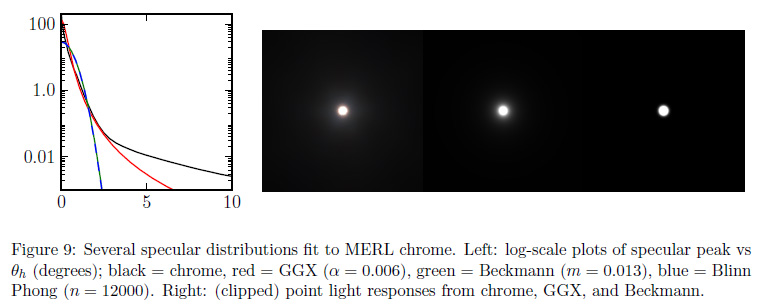 100
1.0
0.01
0
5
10
Figure 9: Several specular distributions fit to MERL chrome. Left: log-scale plots of specular peak vs
θh (degrees); black = chrome, red = GGX (α = 0.006), green = Beckmann (m = 0.013), blue = Blinn
Phong (n = 12000). Right: (clipped) point light responses from chrome, GGX, and Beckmann.